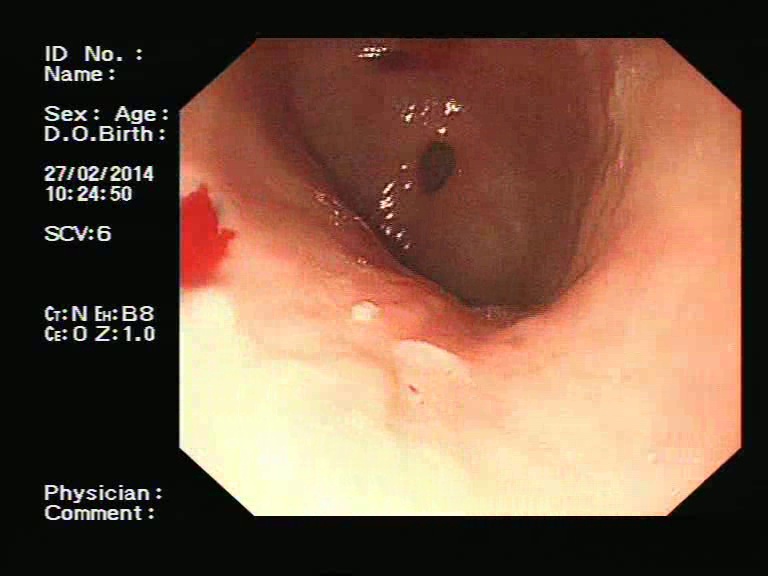 ID No. :
Name:
Sex: Age:
D.O.Birth:
27/02/2014
10:24:50
SCV:6
CT:N EH:B8
CE:0 Z:1.0
Physician:
Comment: